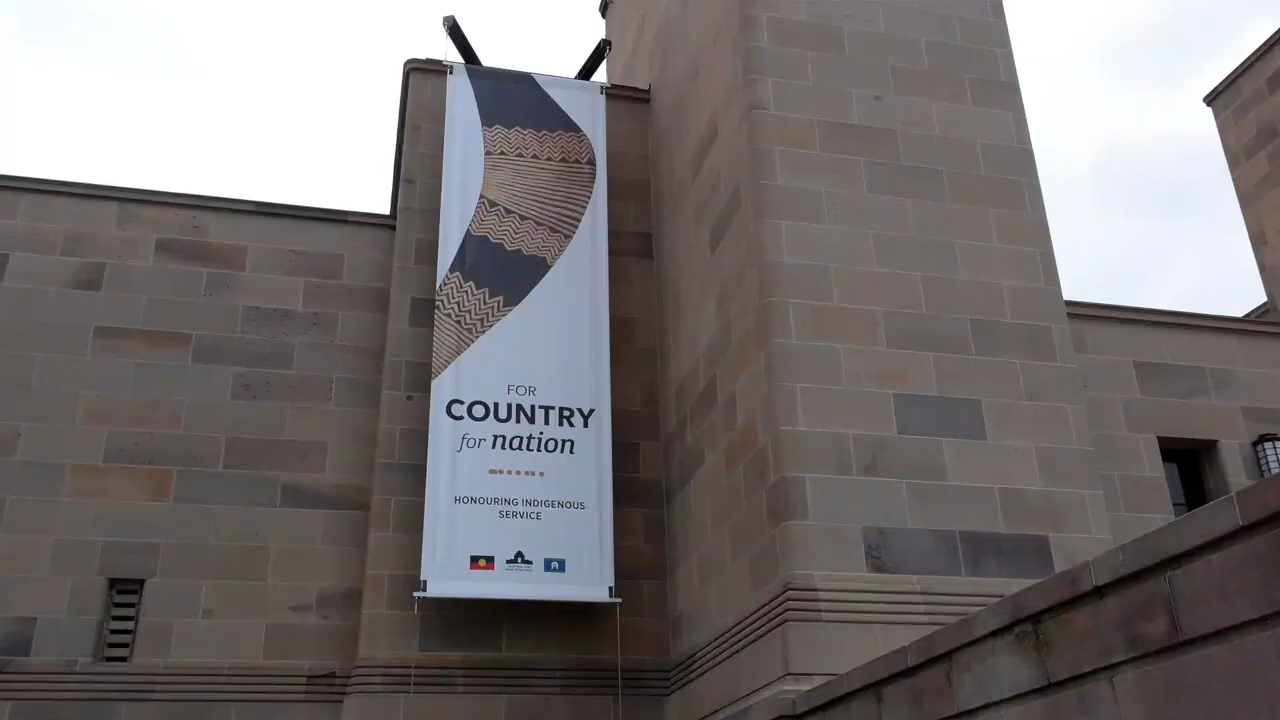 FOR
COUNTRY
for nation
HONOURING INDIGENOUS
SERVICE